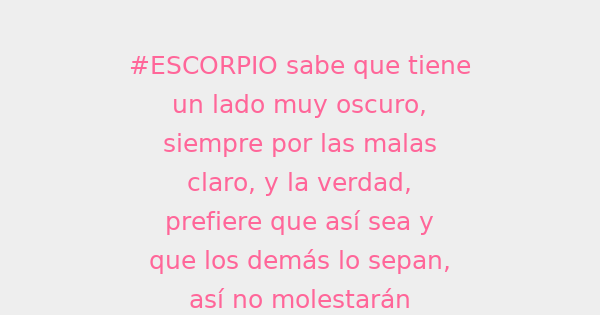 #ESCORPIO sabe que tiene
un lado muy oscuro,
siempre por las malas
claro, y la verdad,
prefiere que así sea y
que los demás lo sepan,
así no molestarán